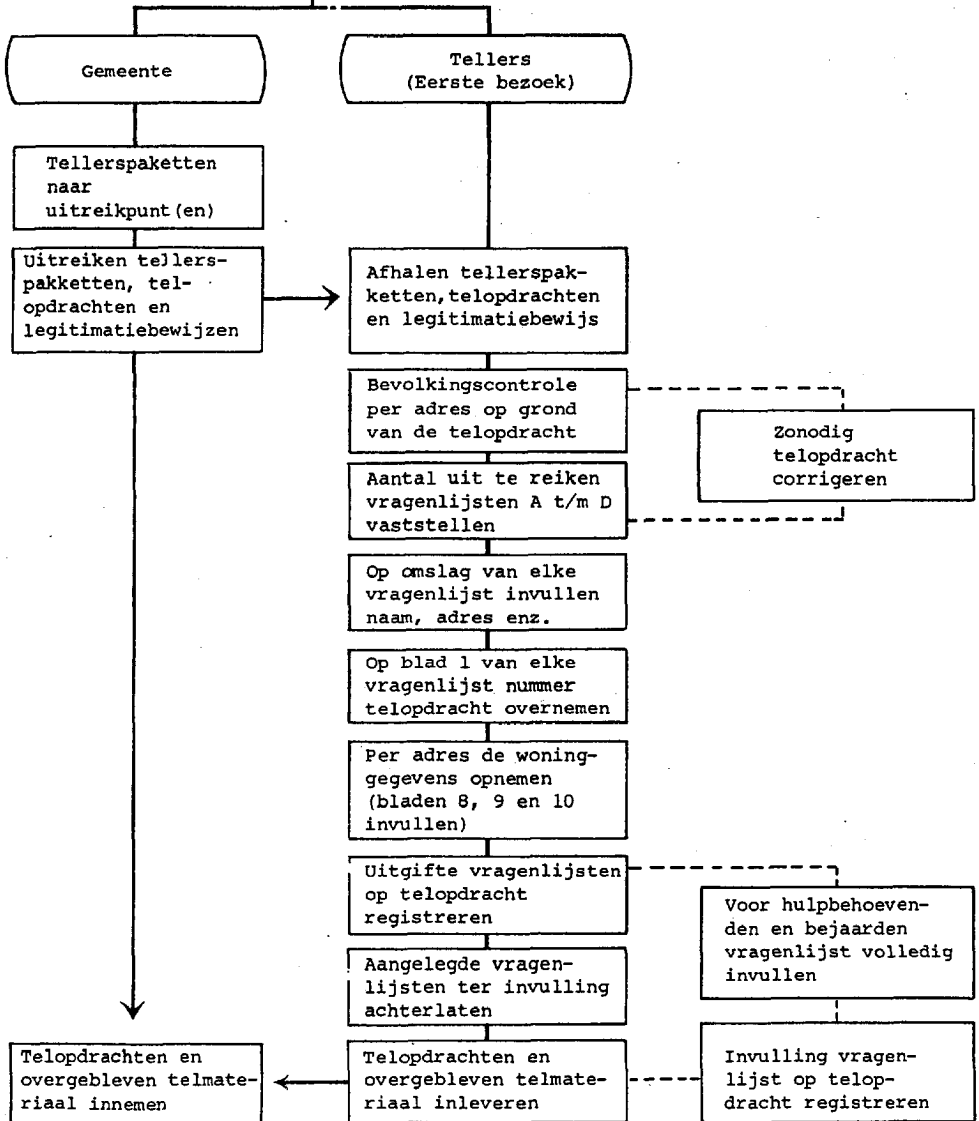 Gemeente
Tellers
(Eerste bezoek)
Tellerspaketten
naar
uitreikpunt(en)
Uitreiken tellers-
pakketten, tel-
opdrachten en
legitimatiebewijzen
Afhalen tellerspak-
ketten, telopdrachten
en legitimatiebewijs
Bevolkingscontrole
per adres op grond
van de telopdracht
Zonodig
telopdracht
corrigeren
Aantal uit te reiken
vragenlijsten A t/m D
vaststellen
Op omslag van elke
vragenlijst invullen
naam, adres enz.
Op blad 1 van elke
vragenlijst nummer
telopdracht overnemen
Per adres de woning-
gegevens opnemen
(bladen 8, 9 en 10
invullen)
Uitgifte vragenlijsten
op telopdracht
registreren
Voor hulpbehoeven-
den en bejaarden
vragenlijst volledig
invullen
Aangelegde vragen-
lijsten ter invulling
achterlaten
Telopdrachten en
overgebleven telmate-
riaal innemen
Telopdrachten en
overgebleven telmate-
riaal inleveren
Invulling vragen-
lijst op telop-
dracht registreren